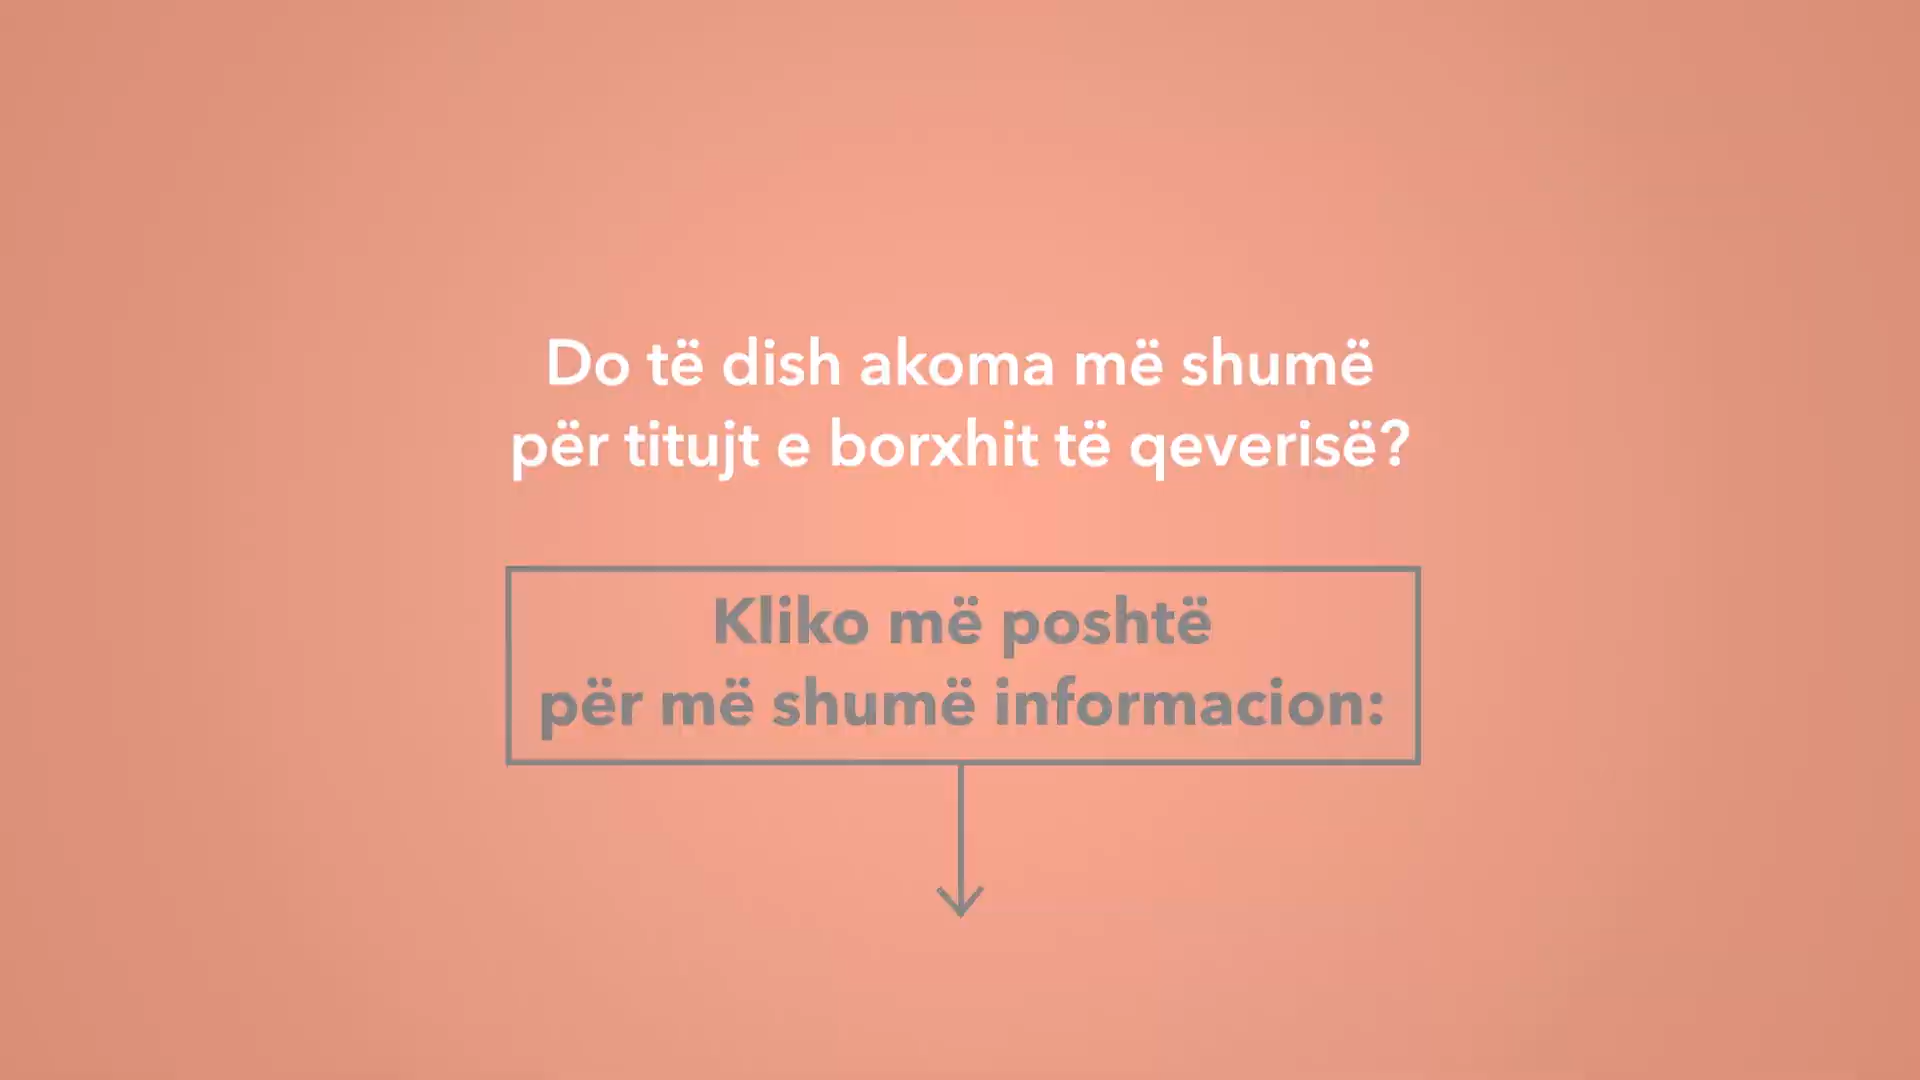 Do të dish akoma më shumë
për titujt e borxhit të qeverisë?
Kliko më poshtë
për më shumë informacion: